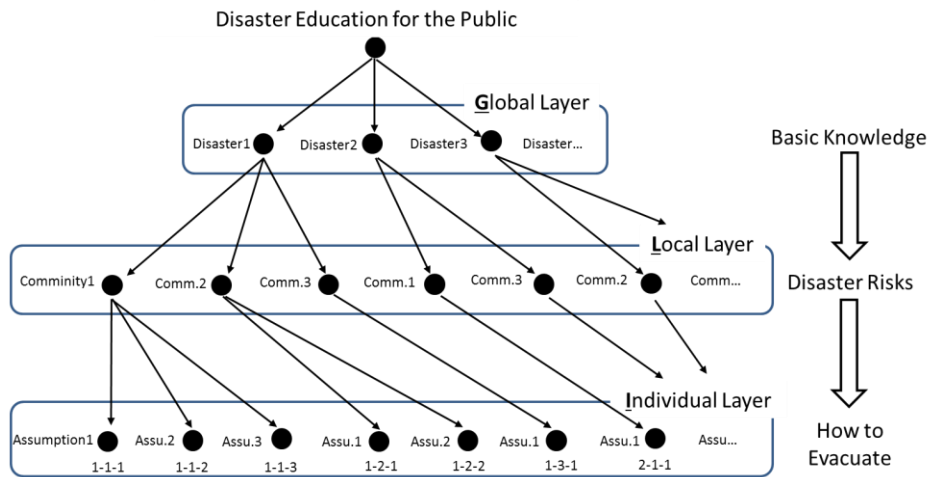 Disaster Education for the Public
Global Layer
Disaster1 Disaster2 Disaster3 Disaster...
Basic Knowledge
Local Layer
Comminity1 Comm.2 Comm.3 Comm.1 Comm.3 Comm.2 Comm...
Disaster Risks
Individual Layer
Assumption1 Assu.2 Assu.3 Assu.1 Assu.2 Assu.1 Assu.1 Assu...
1-1-1 1-1-2 1-1-3 1-2-1 1-2-2 1-3-1 2-1-1
How to
Evacuate